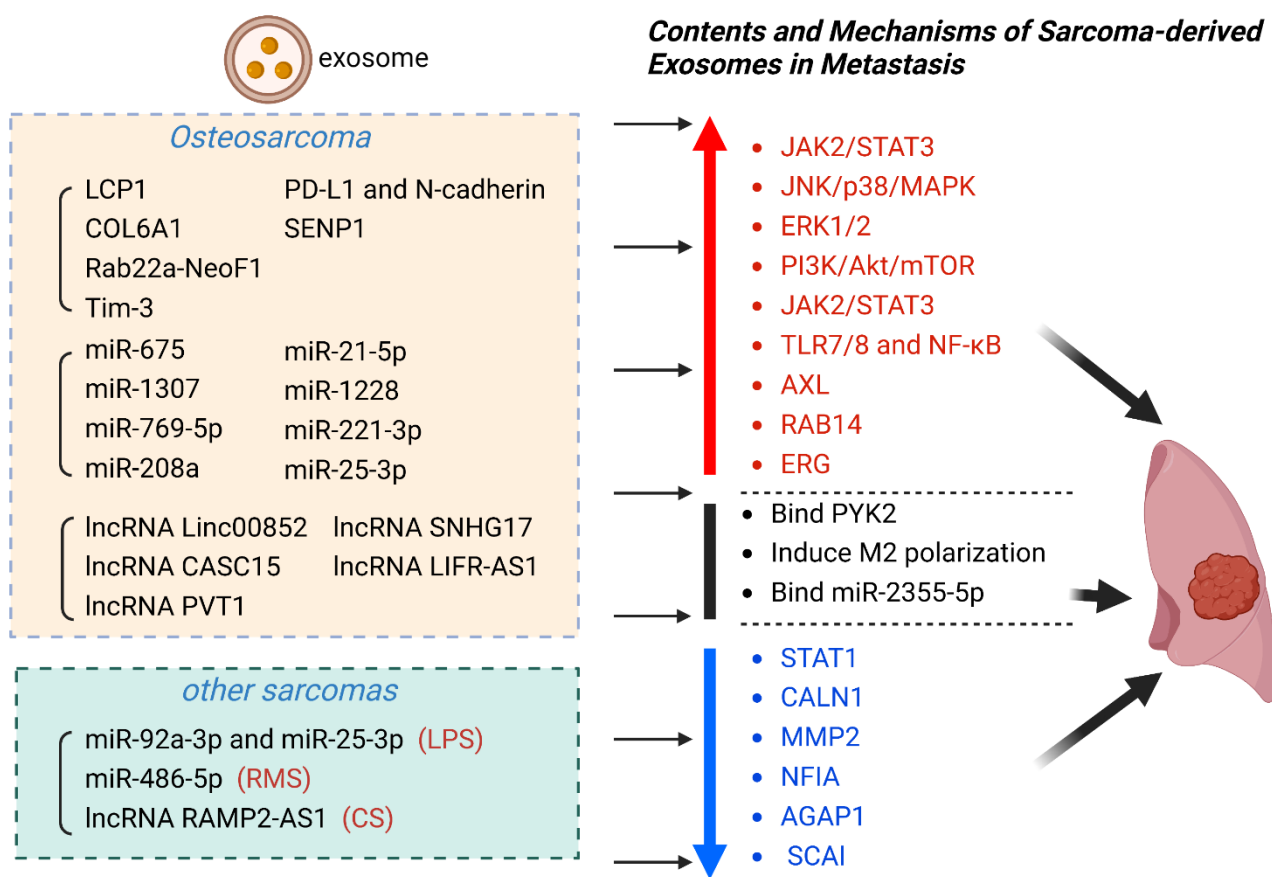 exosome
Contents and Mechanisms of Sarcoma-derived
Exosomes in Metastasis
Osteosarcoma
LCP1
PD-L1 and N-cadherin
COL6A1
SENP1
Rab22a-NeoF1
Tim-3
miR-675
miR-21-5p
miR-1307
miR-1228
miR-769-5p
miR-221-3p
miR-208a
miR-25-3p
lncRNA Linc00852
lncRNA SNHG17
lncRNA CASC15
lncRNA LIFR-AS1
lncRNA PVT1
other sarcomas
miR-92a-3p and miR-25-3p (LPS)
miR-486-5p (RMS)
lncRNA RAMP2-AS1 (CS)
• JAK2/STAT3
• JNK/p38/MAPK
• ERK1/2
• PI3K/Akt/mTOR
• JAK2/STAT3
• TLR7/8 and NF-κB
• AXL
• RAB14
• ERG
• Bind PYK2
• Induce M2 polarization
• Bind miR-2355-5p
• STAT1
• CALN1
• MMP2
• NFIA
• AGAP1
• SCAI